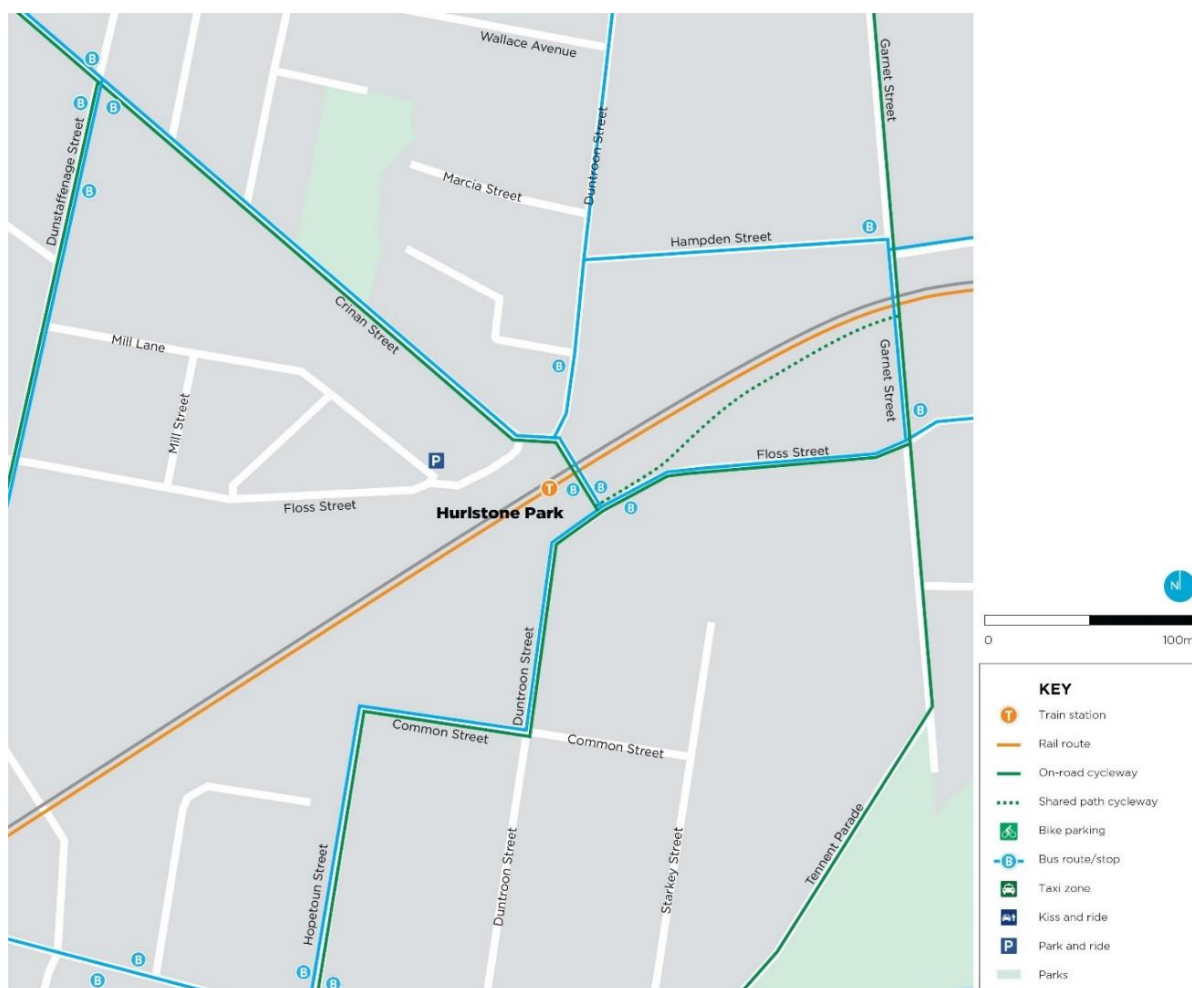 Wallace Avenue
Garnet Street
B
B
B
Dunstaffenage Street
Duntroon Street
Marcia Street
B
B
Hampden Street
Crinan Street
Mill Lane
Garnet Street
B
Mill Street
B
Floss Street
P
T
B
B
Floss Street
Hurlstone Park
B
Duntroon Street
Common Street
Common Street
Tennent Parade
Hopetoun Street
Duntroon Street
Starkey Street
B
B
B
B
N
0 100m
KEY
T Train station
Rail route
On-road cycleway
Shared path cycleway
Bike parking
B Bus route/stop
Taxi zone
Kiss and ride
P Park and ride
Parks